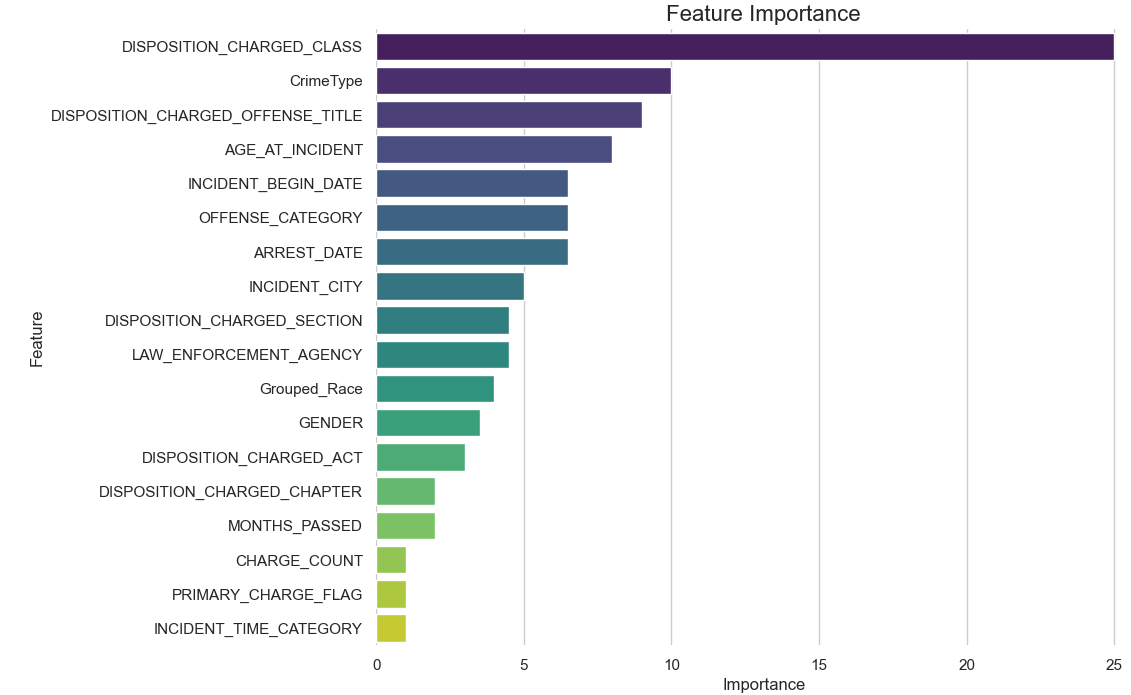 Feature Importance
DISPOSITION_CHARGED_CLASS
CrimeType
DISPOSITION_CHARGED_OFFENSE_TITLE
AGE_AT_INCIDENT
INCIDENT_BEGIN_DATE
OFFENSE_CATEGORY
ARREST_DATE
INCIDENT_CITY
DISPOSITION_CHARGED_SECTION
LAW_ENFORCEMENT_AGENCY
Grouped_Race
GENDER
DISPOSITION_CHARGED_ACT
DISPOSITION_CHARGED_CHAPTER
MONTHS_PASSED
CHARGE_COUNT
PRIMARY_CHARGE_FLAG
INCIDENT_TIME_CATEGORY
Feature
0 5 10 15 20 25
Importance